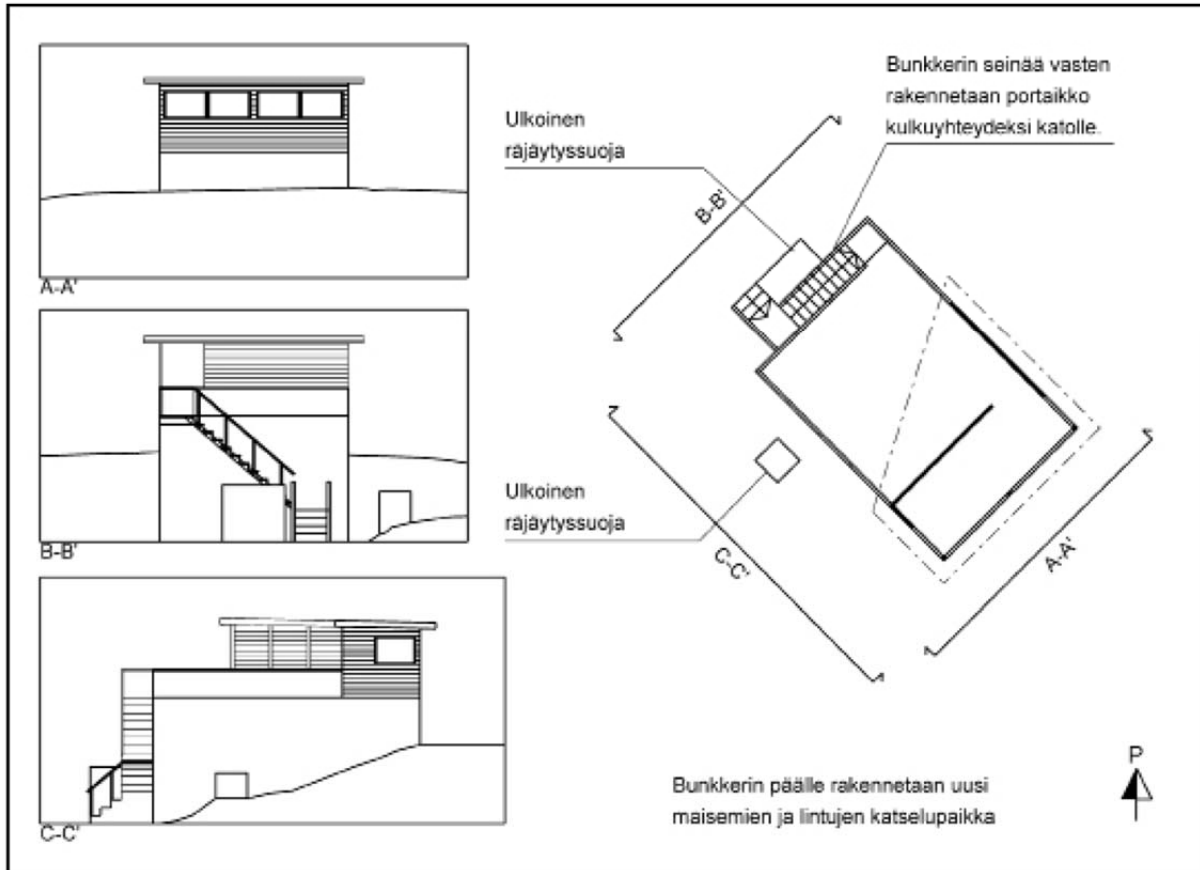 A-A'
B-B'
C-C'
Ulkoinen
räjäytyssuoja
Bunkkerin seinää vasten
rakennetaan portaikko
kulkuyhteydeksi katolle.
B-B'
Ulkoinen
räjäytyssuoja
C-C'
A-A'
Bunkkerin päälle rakennetaan uusi
maisemien ja lintujen katselupaikka
P